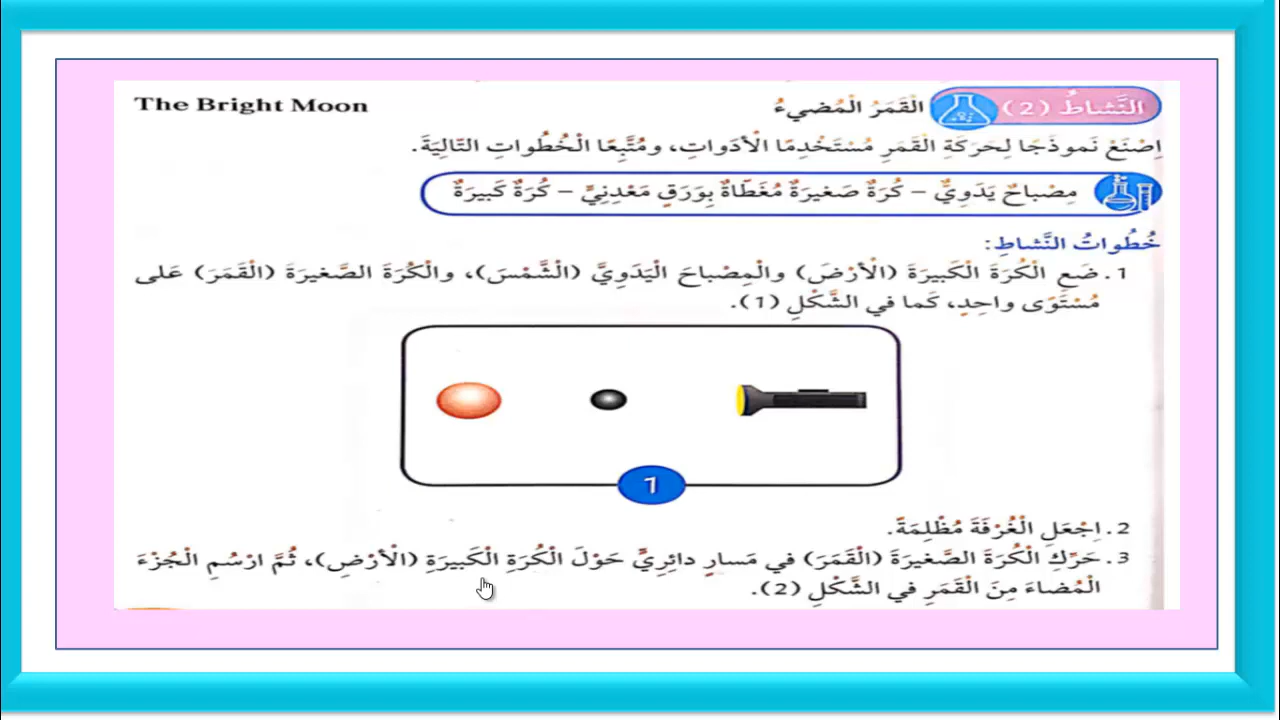 النَّشاطُ (2) الْقَمَرُ الْمُضيءُ The Bright Moon
اِصْنَعْ نَموذَجًا لِحَرَكَةِ الْقَمَرِ مُسْتَخْدِمًا الْأَدَواتِ، ومُتَّبِعًا الْخُطُواتِ التّالِيَةَ.
مِصْباحٌ يَدَوِيٌّ – كُرَةٌ صَغيرَةٌ مُغَطّاةٌ بِوَرَقٍ مَعْدِنِيٍّ – كُرَةٌ كَبيرَةٌ
خُطُواتُ النَّشاطِ:
1. ضَعِ الْكُرَةَ الْكَبيرَةَ (الْأَرْضَ) والْمِصْباحَ الْيَدَوِيَّ (الشَّمْسَ)، والْكُرَةَ الصَّغيرَةَ (الْقَمَرَ) عَلى
مُسْتَوًى واحِدٍ، كَما في الشَّكْلِ (1).
1
2. اِجْعَلِ الْغُرْفَةَ مُظْلِمَةً.
3. حَرِّكِ الْكُرَةَ الصَّغيرَةَ (الْقَمَرَ) في مَسارٍ دائِرِيٍّ حَوْلَ الْكُرَةِ الْكَبيرَةِ (الْأَرْضِ)، ثُمَّ ارْسُمِ الْجُزْءَ
الْمُضاءَ مِنَ الْقَمَرِ في الشَّكْلِ (2).